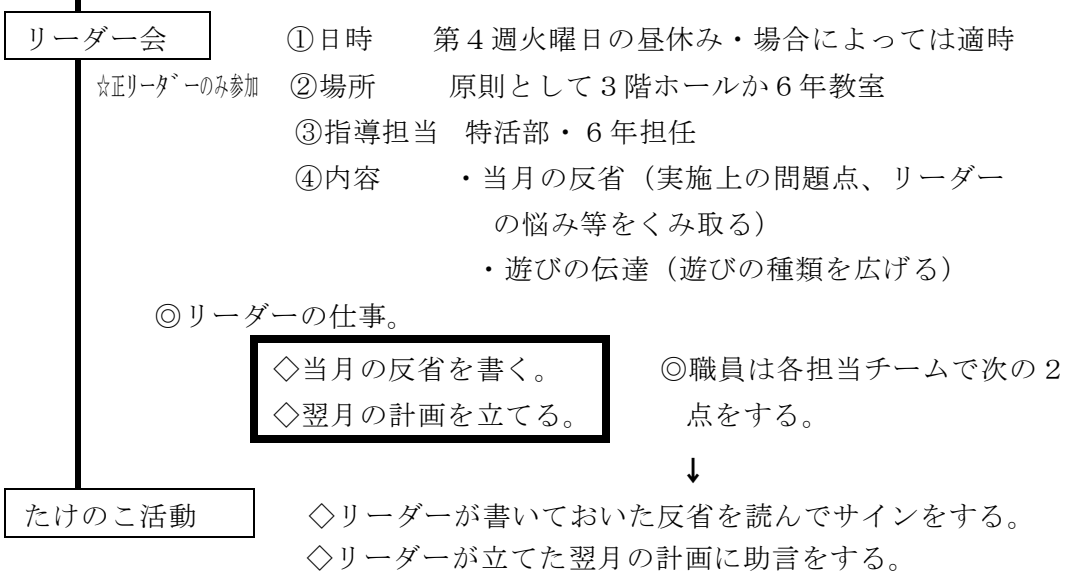 リーダー会 ①日時 第４週火曜日の昼休み・場合によっては適時
☆正リーダーのみ参加 ②場所 原則として３階ホールか６年教室
③指導担当 特活部・６年担任
④内容 ・当月の反省（実施上の問題点、リーダー
の悩み等をくみ取る）
・遊びの伝達（遊びの種類を広げる）
◎リーダーの仕事。
◇当月の反省を書く。 ◎職員は各担当チームで次の２
◇翌月の計画を立てる。 点をする。
↓
たけのこ活動 ◇リーダーが書いておいた反省を読んでサインをする。
◇リーダーが立てた翌月の計画に助言をする。